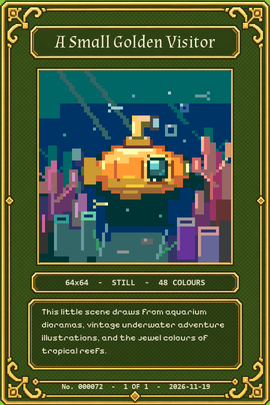 A Small Golden Visitor
64x64 - STILL - 48 COLOURS
This little scene draws from aquarium
dioramas, vintage underwater adventure
illustrations, and the jewel colours of
tropical reefs.
No. 000072 - 1 OF 1 - 2026-11-19